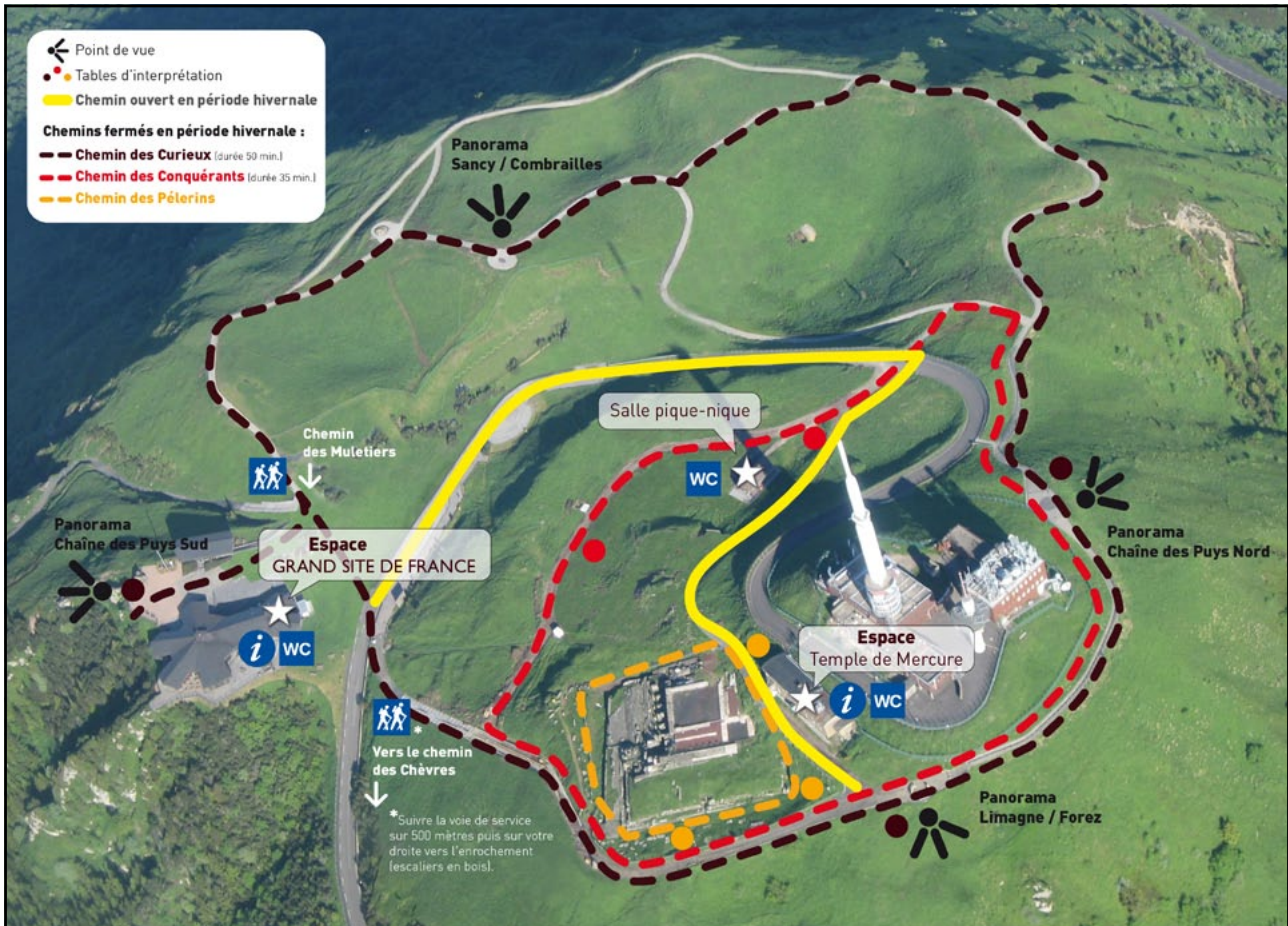 Point de vue
Tables d'interprétation
Chemin ouvert en période hivernale
Chemins fermés en période hivernale :
Chemin des Curieux (durée 50 min.)
Chemin des Conquérants (durée 35 min.)
Chemin des Pélerins
Panorama
Sancy / Combrailles
Salle pique-nique
WC
Chemin
des Muletiers
Panorama
Chaîne des Puys Sud
Espace
GRAND SITE DE FRANCE
i WC
Panorama
Chaîne des Puys Nord
Espace
Temple de Mercure
i WC
*
Vers le chemin
des Chèvres
*Suivre la voie de service
sur 500 mètres puis sur votre
droite vers l'enrochement
(escaliers en bois).
Panorama
Limagne / Forez